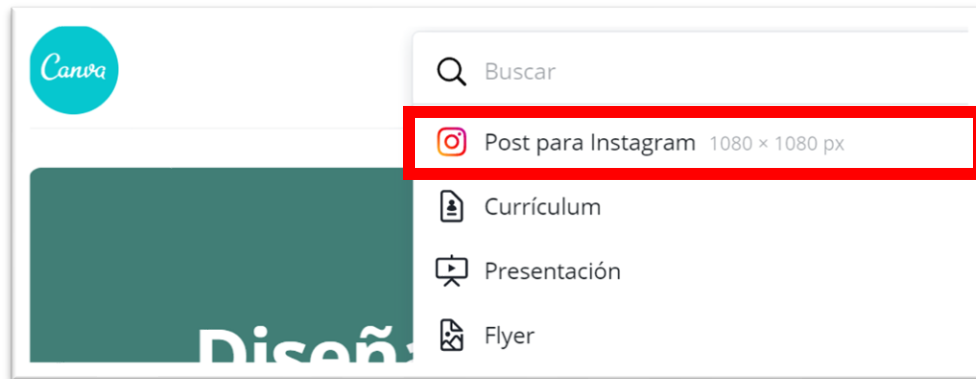 Canva
Buscar
Post para Instagram 1080 × 1080 px
Currículum
Presentación
Flyer